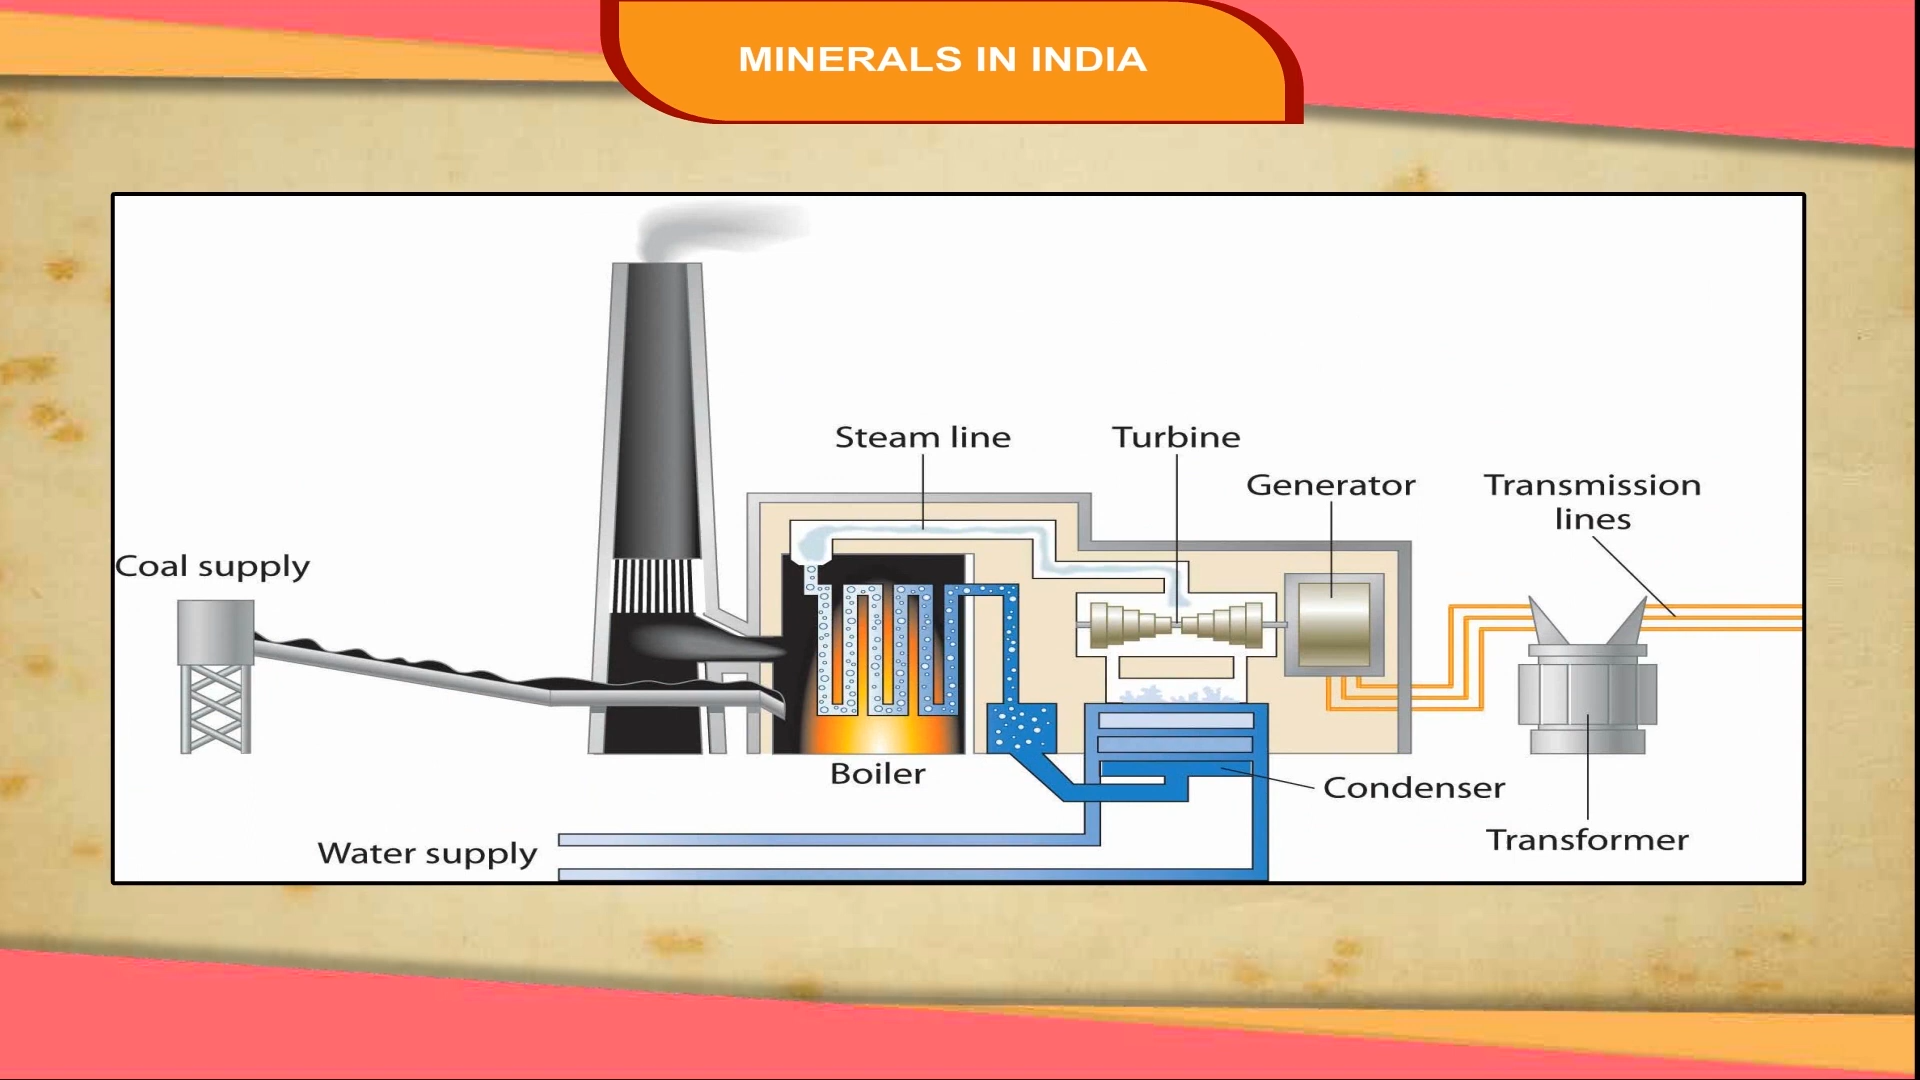 MINERALS IN INDIA
Steam line
Turbine
Generator
Transmission
lines
Coal supply
Boiler
Condenser
Water supply
Transformer